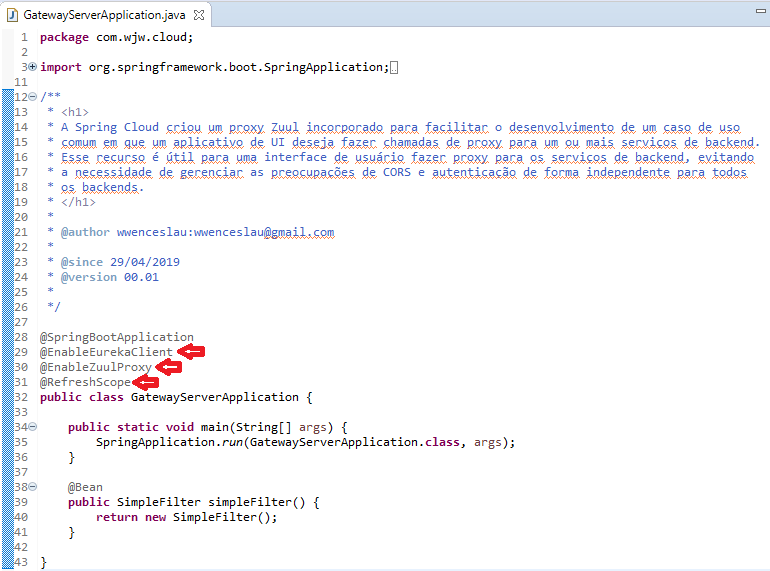 GatewayServerApplication.java
1 package com.wjw.cloud;
2
3 import org.springframework.boot.SpringApplication;
11
12 /**
13 * <h1>
14 * A Spring Cloud criou um proxy Zuul incorporado para facilitar o desenvolvimento de um caso de uso
15 * comum em que um aplicativo de UI deseja fazer chamadas de proxy para um ou mais serviços de backend.
16 * Esse recurso é útil para uma interface de usuário fazer proxy para os serviços de backend, evitando
17 * a necessidade de gerenciar as preocupações de CORS e autenticação de forma independente para todos
18 * os backends.
19 * </h1>
20 *
21 * @author wwenceslau:wwenceslau@gmail.com
22 *
23 * @since 29/04/2019
24 * @version 00.01
25 *
26 */
27
28 @SpringBootApplication
29 @EnableEurekaClient
30 @EnableZuulProxy
31 @RefreshScope
32 public class GatewayServerApplication {
33
34 public static void main(String[] args) {
35 SpringApplication.run(GatewayServerApplication.class, args);
36 }
37
38 @Bean
39 public SimpleFilter simpleFilter() {
40 return new SimpleFilter();
41 }
42
43 }